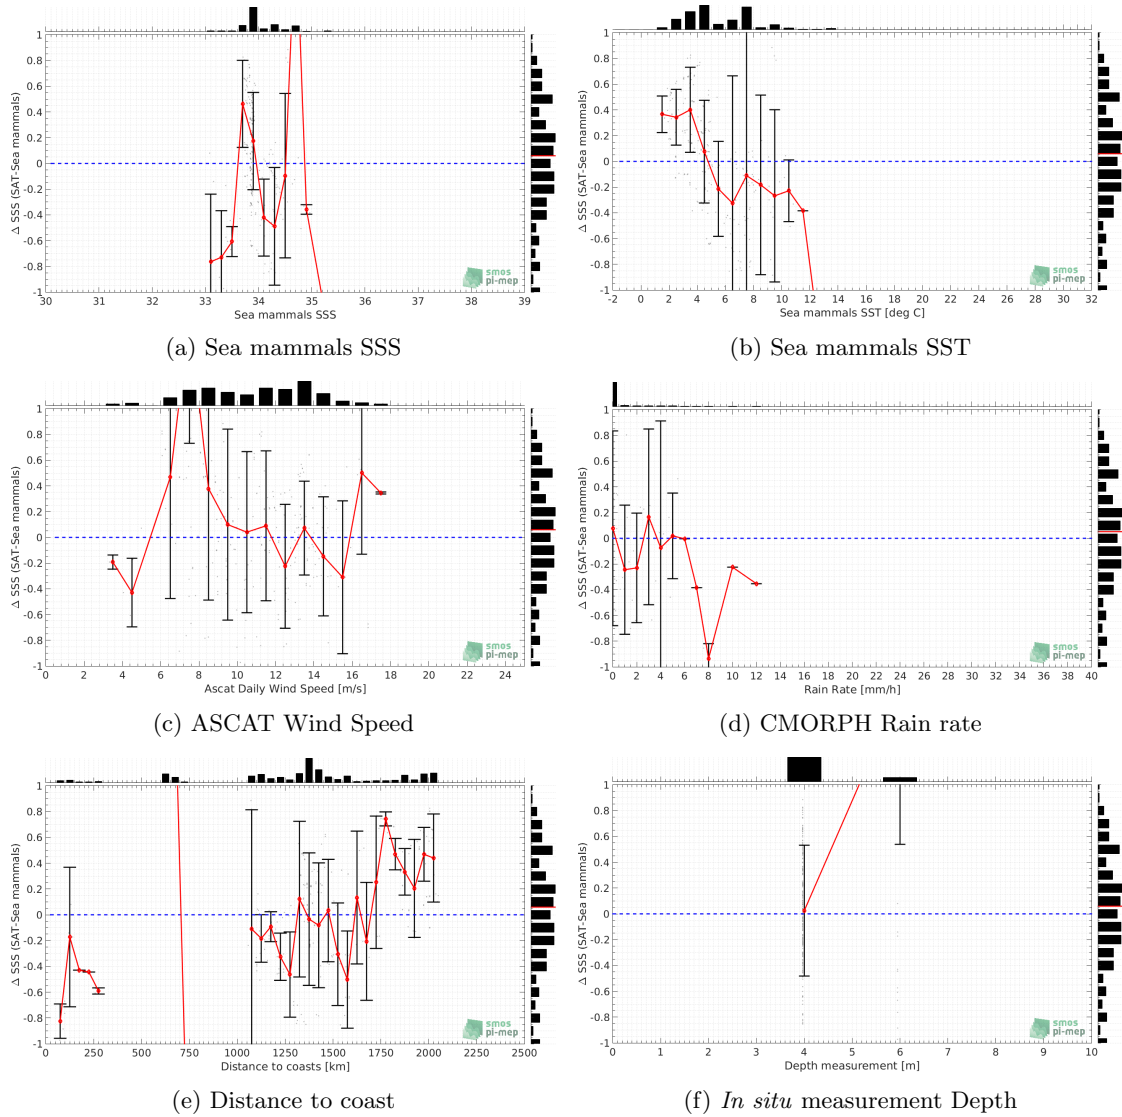 1
0.8
0.6
0.4
0.2
0
-0.2
-0.4
-0.6
-0.8
-1
Δ SSS (SAT-Sea mammals)
30 31 32 33 34 35 36 37 38 39
Sea mammals SSS
smos
pi-mep
(a) Sea mammals SSS
1
0.8
0.6
0.4
0.2
0
-0.2
-0.4
-0.6
-0.8
-1
Δ SSS (SAT-Sea mammals)
-2 0 2 4 6 8 10 12 14 16 18 20 22 24 26 28 30 32
Sea mammals SST [deg C]
smos
pi-mep
(b) Sea mammals SST
1
0.8
0.6
0.4
0.2
0
-0.2
-0.4
-0.6
-0.8
-1
Δ SSS (SAT-Sea mammals)
0 2 4 6 8 10 12 14 16 18 20 22 24
Ascat Daily Wind Speed [m/s]
smos
pi-mep
(c) ASCAT Wind Speed
1
0.8
0.6
0.4
0.2
0
-0.2
-0.4
-0.6
-0.8
-1
Δ SSS (SAT-Sea mammals)
0 2 4 6 8 10 12 14 16 18 20 22 24 26 28 30 32 34 36 38 40
Rain Rate [mm/h]
smos
pi-mep
(d) CMORPH Rain rate
1
0.8
0.6
0.4
0.2
0
-0.2
-0.4
-0.6
-0.8
-1
Δ SSS (SAT-Sea mammals)
0 250 500 750 1000 1250 1500 1750 2000 2250 2500
Distance to coasts [km]
smos
pi-mep
(e) Distance to coast
1
0.8
0.6
0.4
0.2
0
-0.2
-0.4
-0.6
-0.8
-1
Δ SSS (SAT-Sea mammals)
0 1 2 3 4 5 6 7 8 9 10
Depth measurement [m]
smos
pi-mep
(f) In situ measurement Depth